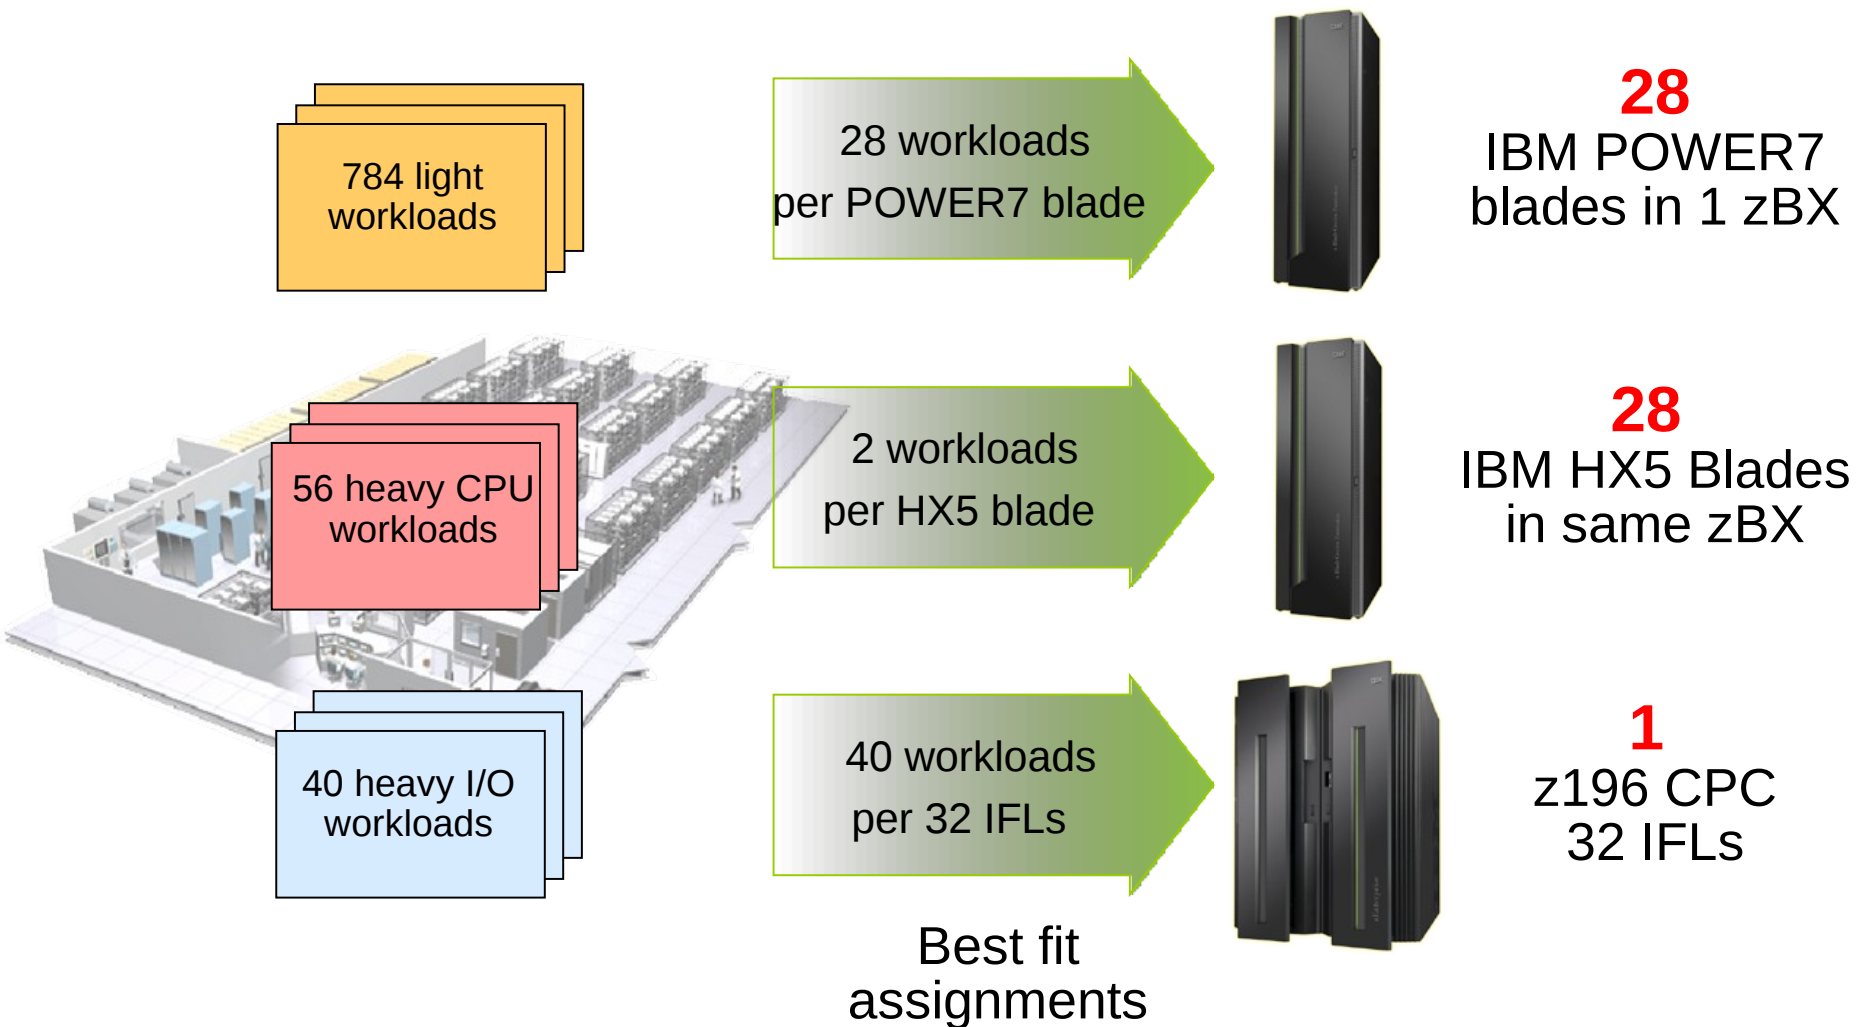 784 light
workloads
28 workloads
per POWER7 blade
28
IBM POWER7
blades in 1 zBX
56 heavy CPU
workloads
2 workloads
per HX5 blade
28
IBM HX5 Blades
in same zBX
40 heavy I/O
workloads
40 workloads
per 32 IFLs
1
z196 CPC
32 IFLs
Best fit
assignments